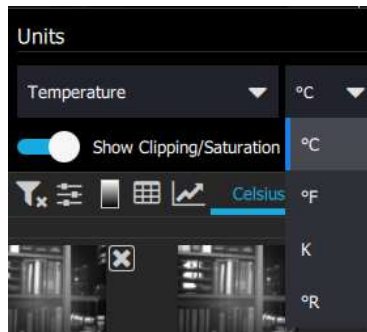 Units
Temperature °C
Show Clipping/Saturation °C
Celsius °F
K
°R